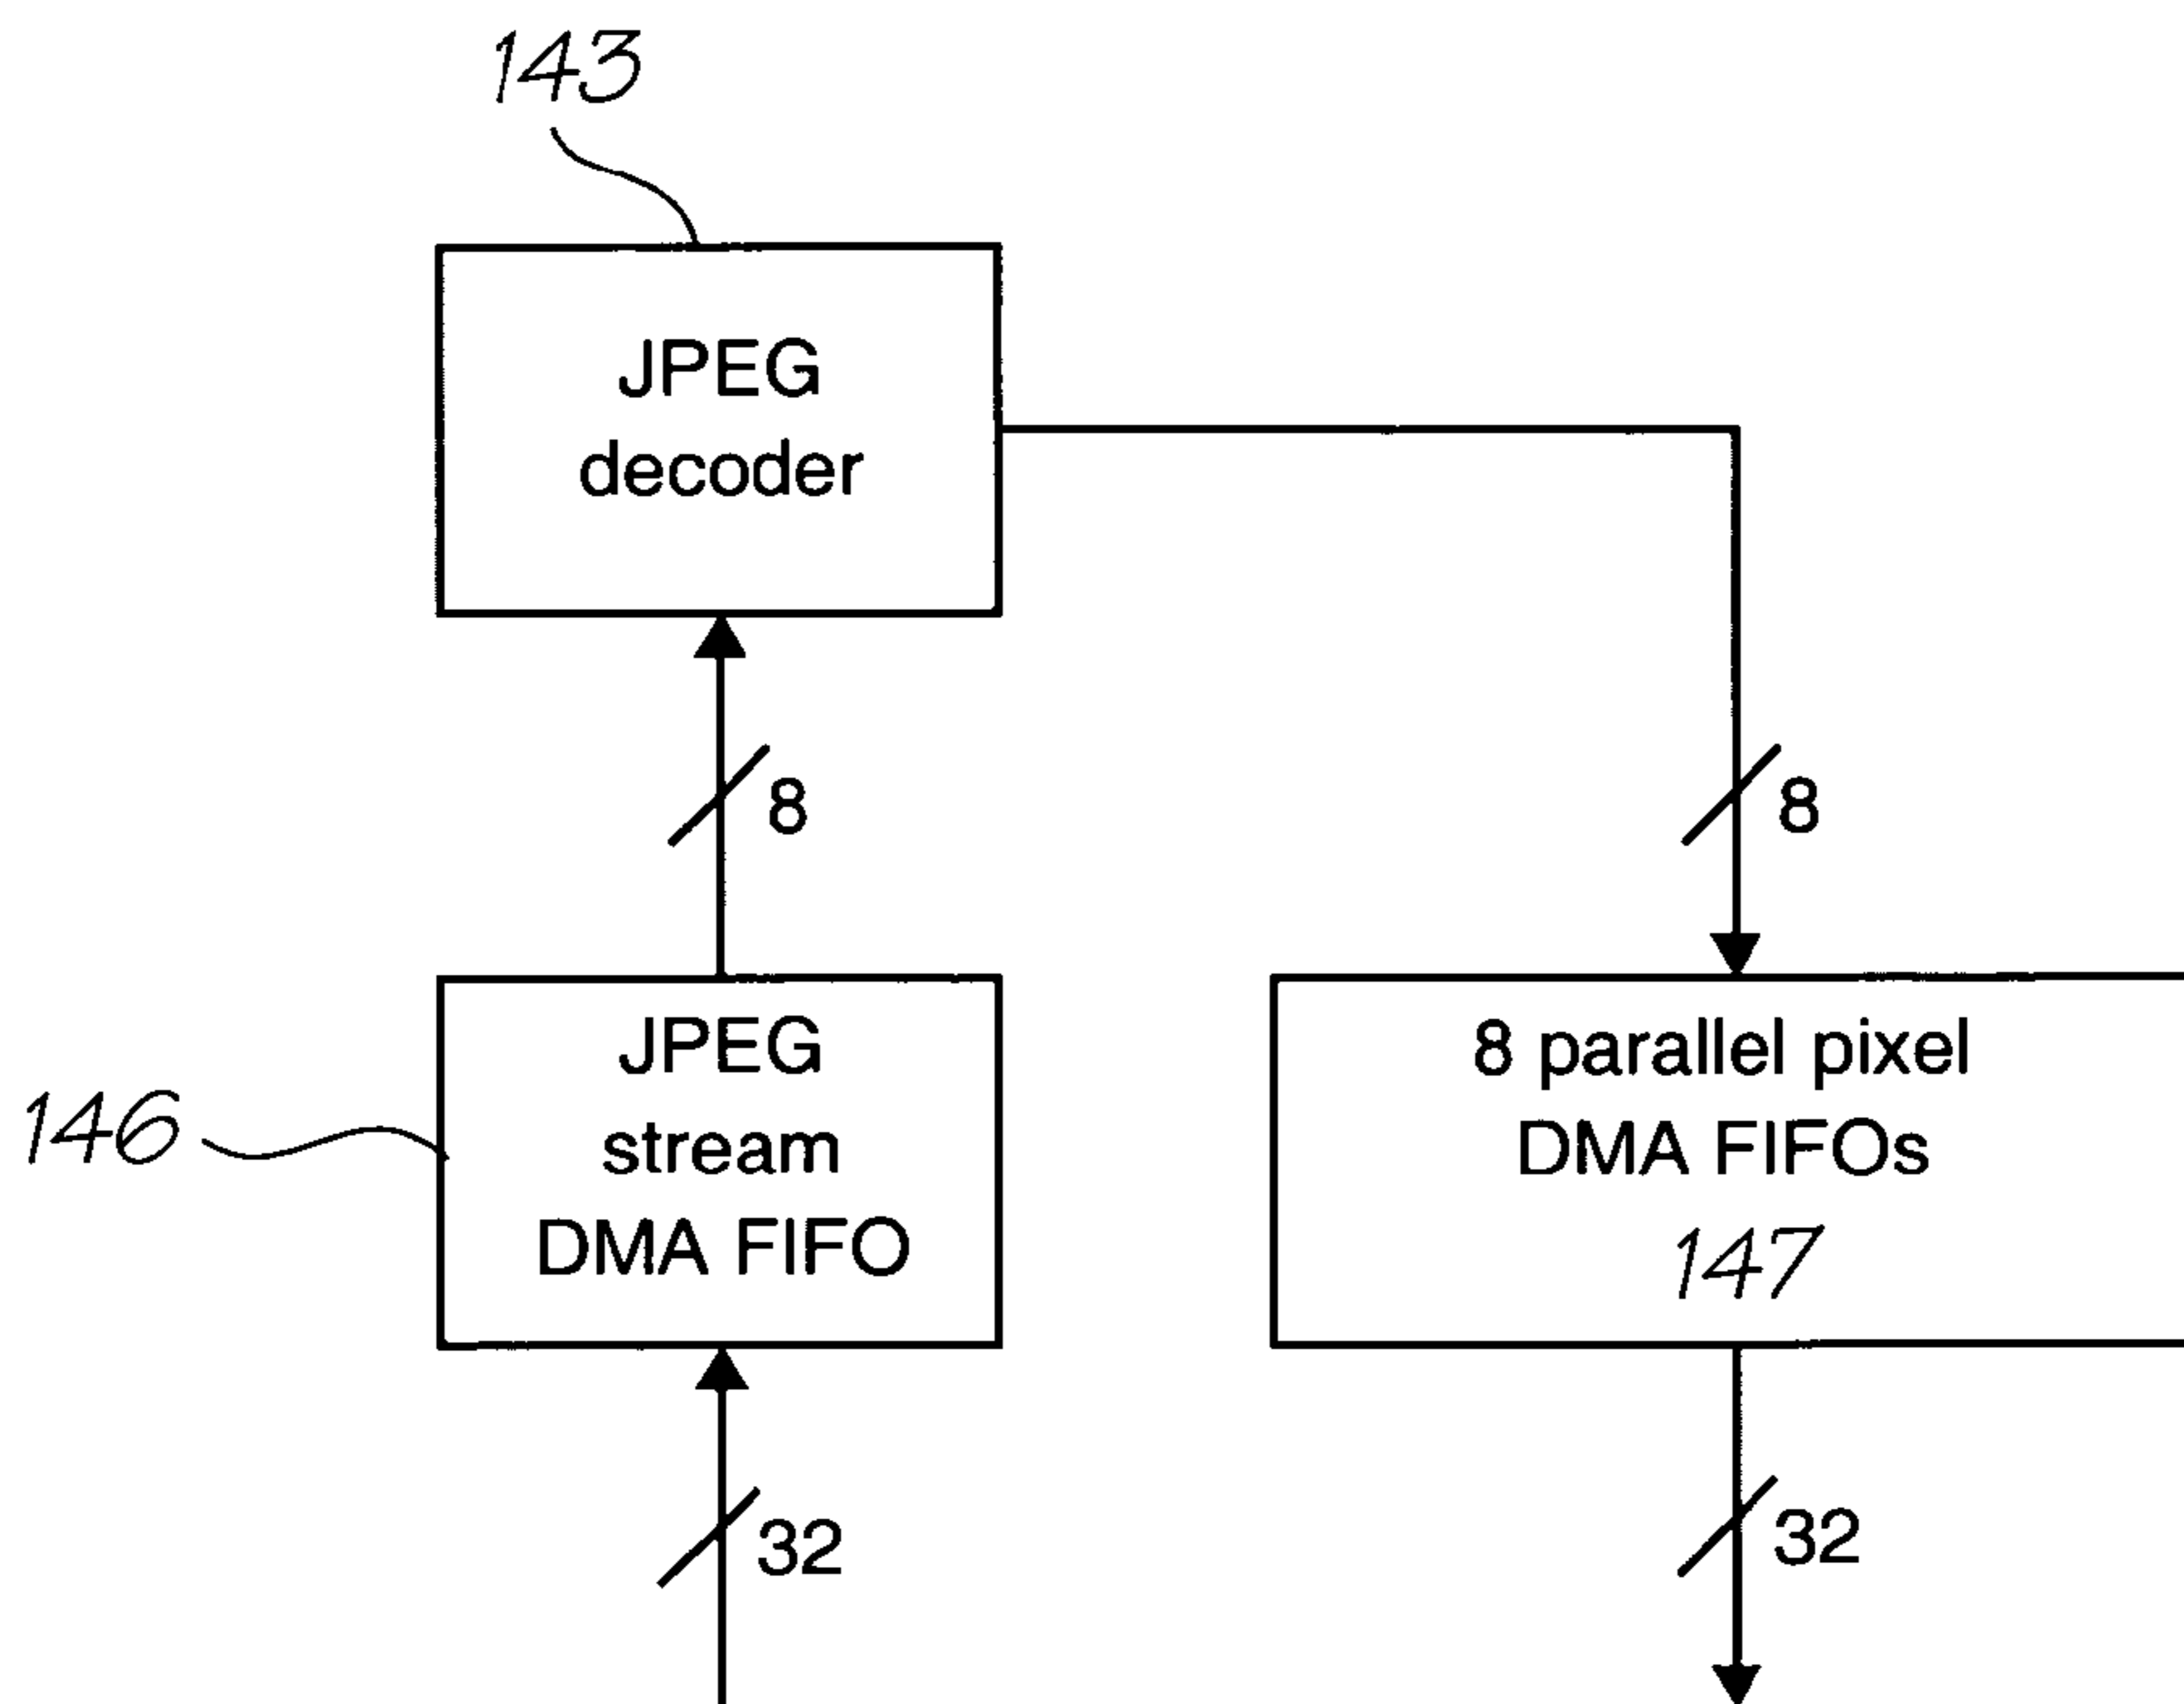 143
JPEG
decoder
8
8
JPEG
stream
DMA FIFO
146
8 parallel pixel
DMA FIFOs
147
32
32